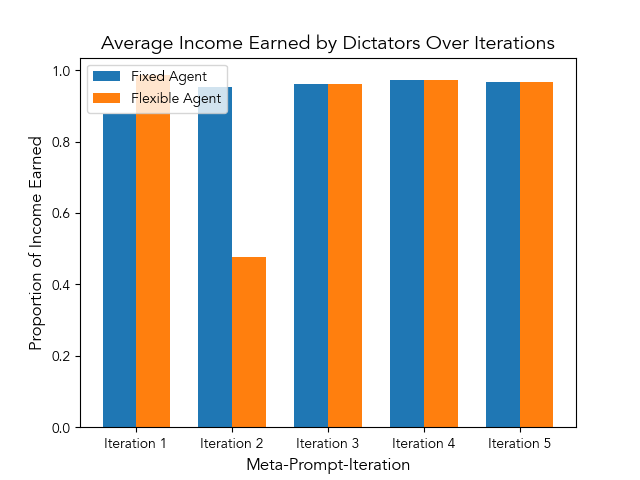 Average Income Earned by Dictators Over Iterations
Fixed Agent
Flexible Agent
1.0
0.8
0.6
0.4
0.2
0.0
Proportion of Income Earned
Iteration 1
Iteration 2
Iteration 3
Iteration 4
Iteration 5
Meta-Prompt-Iteration